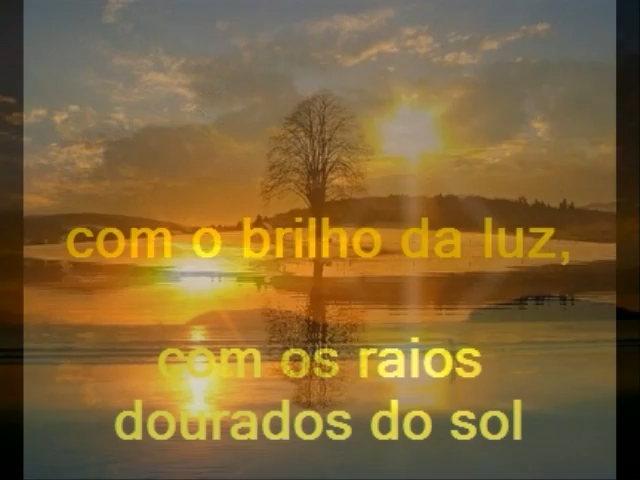 com o brilho da luz,
com os raios
dourados do sol